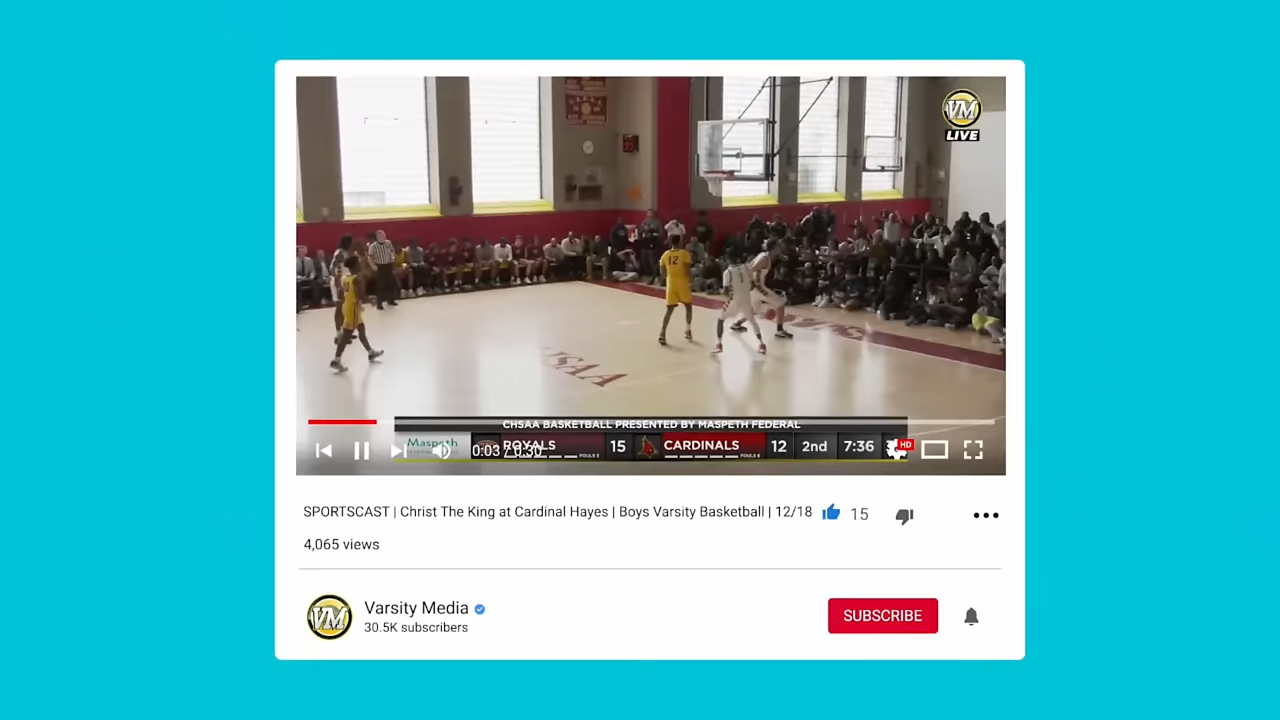 VM
LIVE
12
CHSAA BASKETBALL PRESENTED BY MASPETH FEDERAL
Maspeth ROYALS 15 CARDINALS 12 2nd 7:36 HD
0:03 / 0:30
SPORTSCAST | Christ The King at Cardinal Hayes | Boys Varsity Basketball | 12/18 15
4,065 views
VM
Varsity Media
30.5K subscribers
SUBSCRIBE